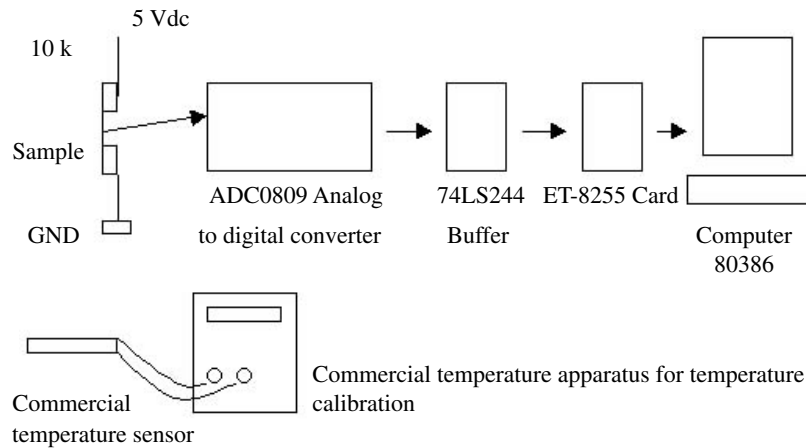 5 Vdc
10 k
Sample
GND
ADC0809 Analog
to digital converter
74LS244
Buffer
ET-8255 Card
Computer
80386
Commercial
temperature sensor
Commercial temperature apparatus for temperature
calibration